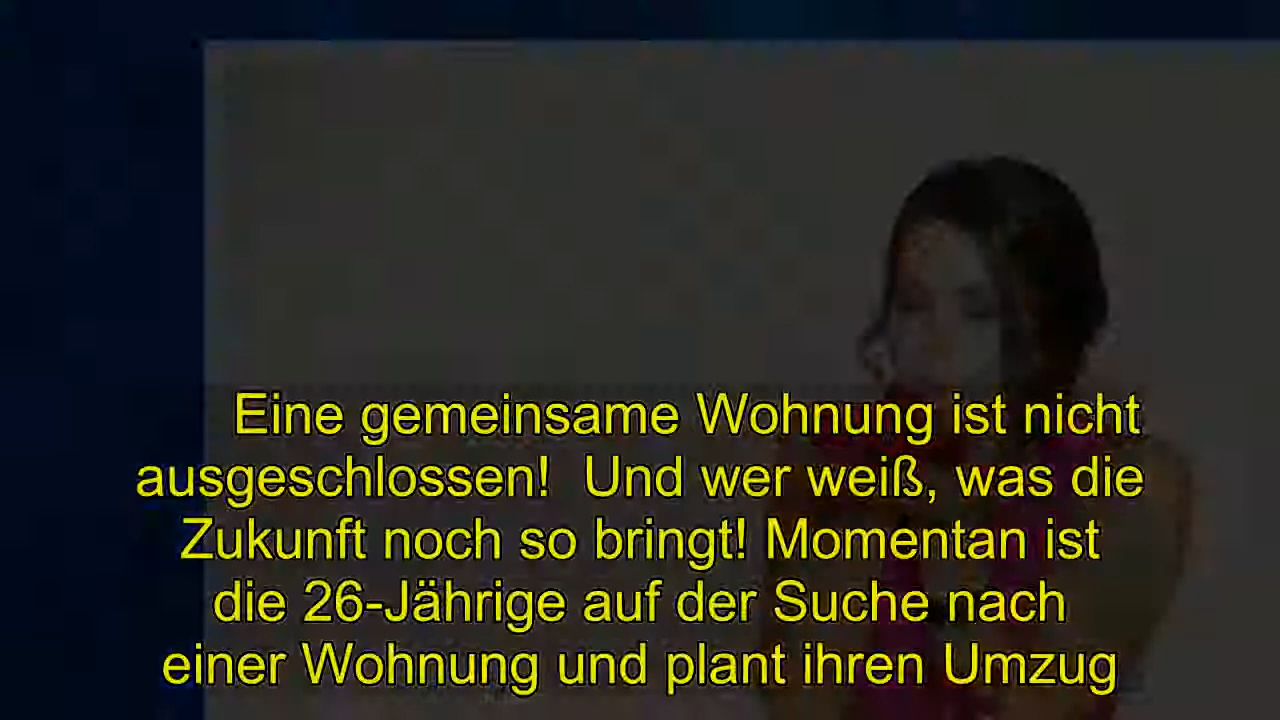 Eine gemeinsame Wohnung ist nicht
ausgeschlossen!  Und wer weiß, was die
Zukunft noch so bringt! Momentan ist
die 26-Jährige auf der Suche nach
einer Wohnung und plant ihren Umzug